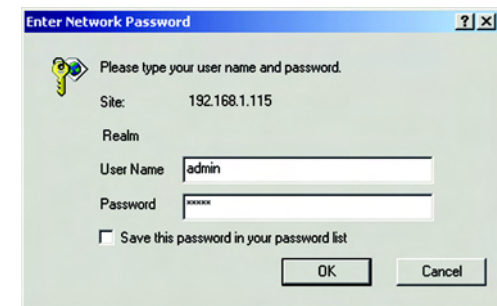 Enter Network Password
Please type your user name and password.
Site: 192.168.1.115
Realm
User Name admin
Password *****
Save this password in your password list
OK Cancel